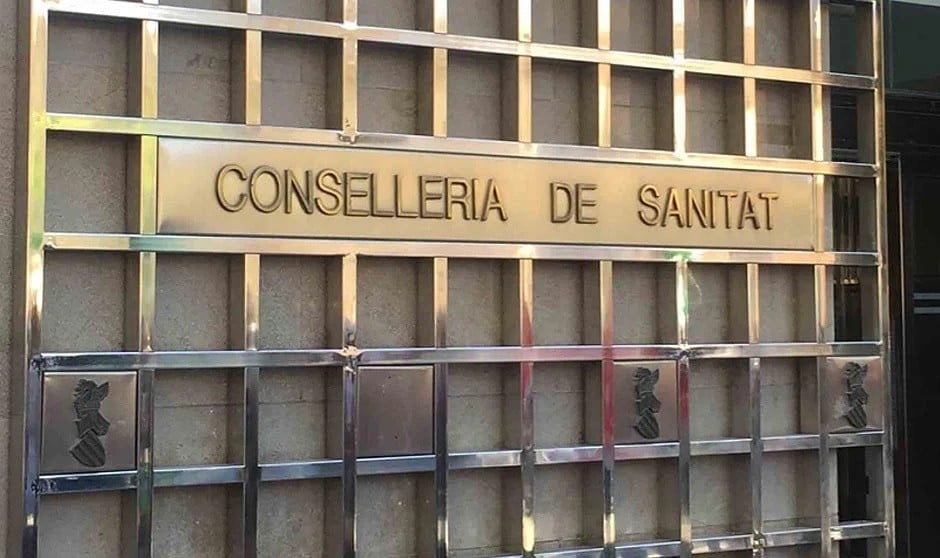 CONSELLERIA DE SANITAT